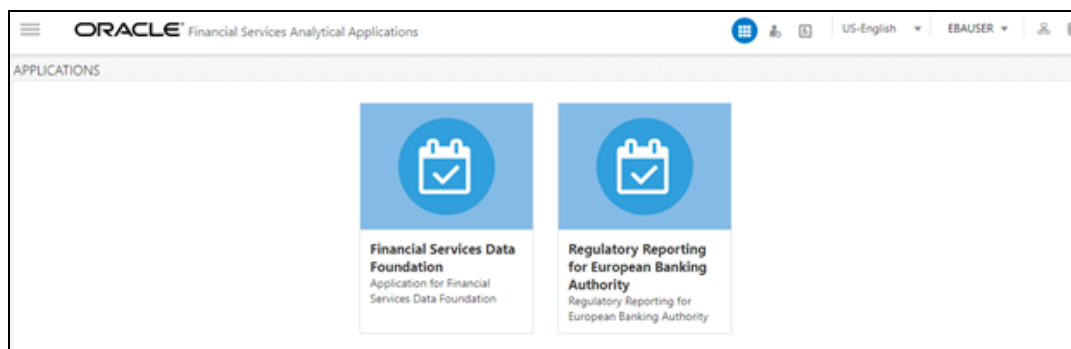 ORACLE® Financial Services Analytical Applications
US-English
EBAUSER
APPLICATIONS
Financial Services Data
Foundation
Application for Financial
Services Data Foundation
Regulatory Reporting
for European Banking
Authority
Regulatory Reporting for
European Banking Authority